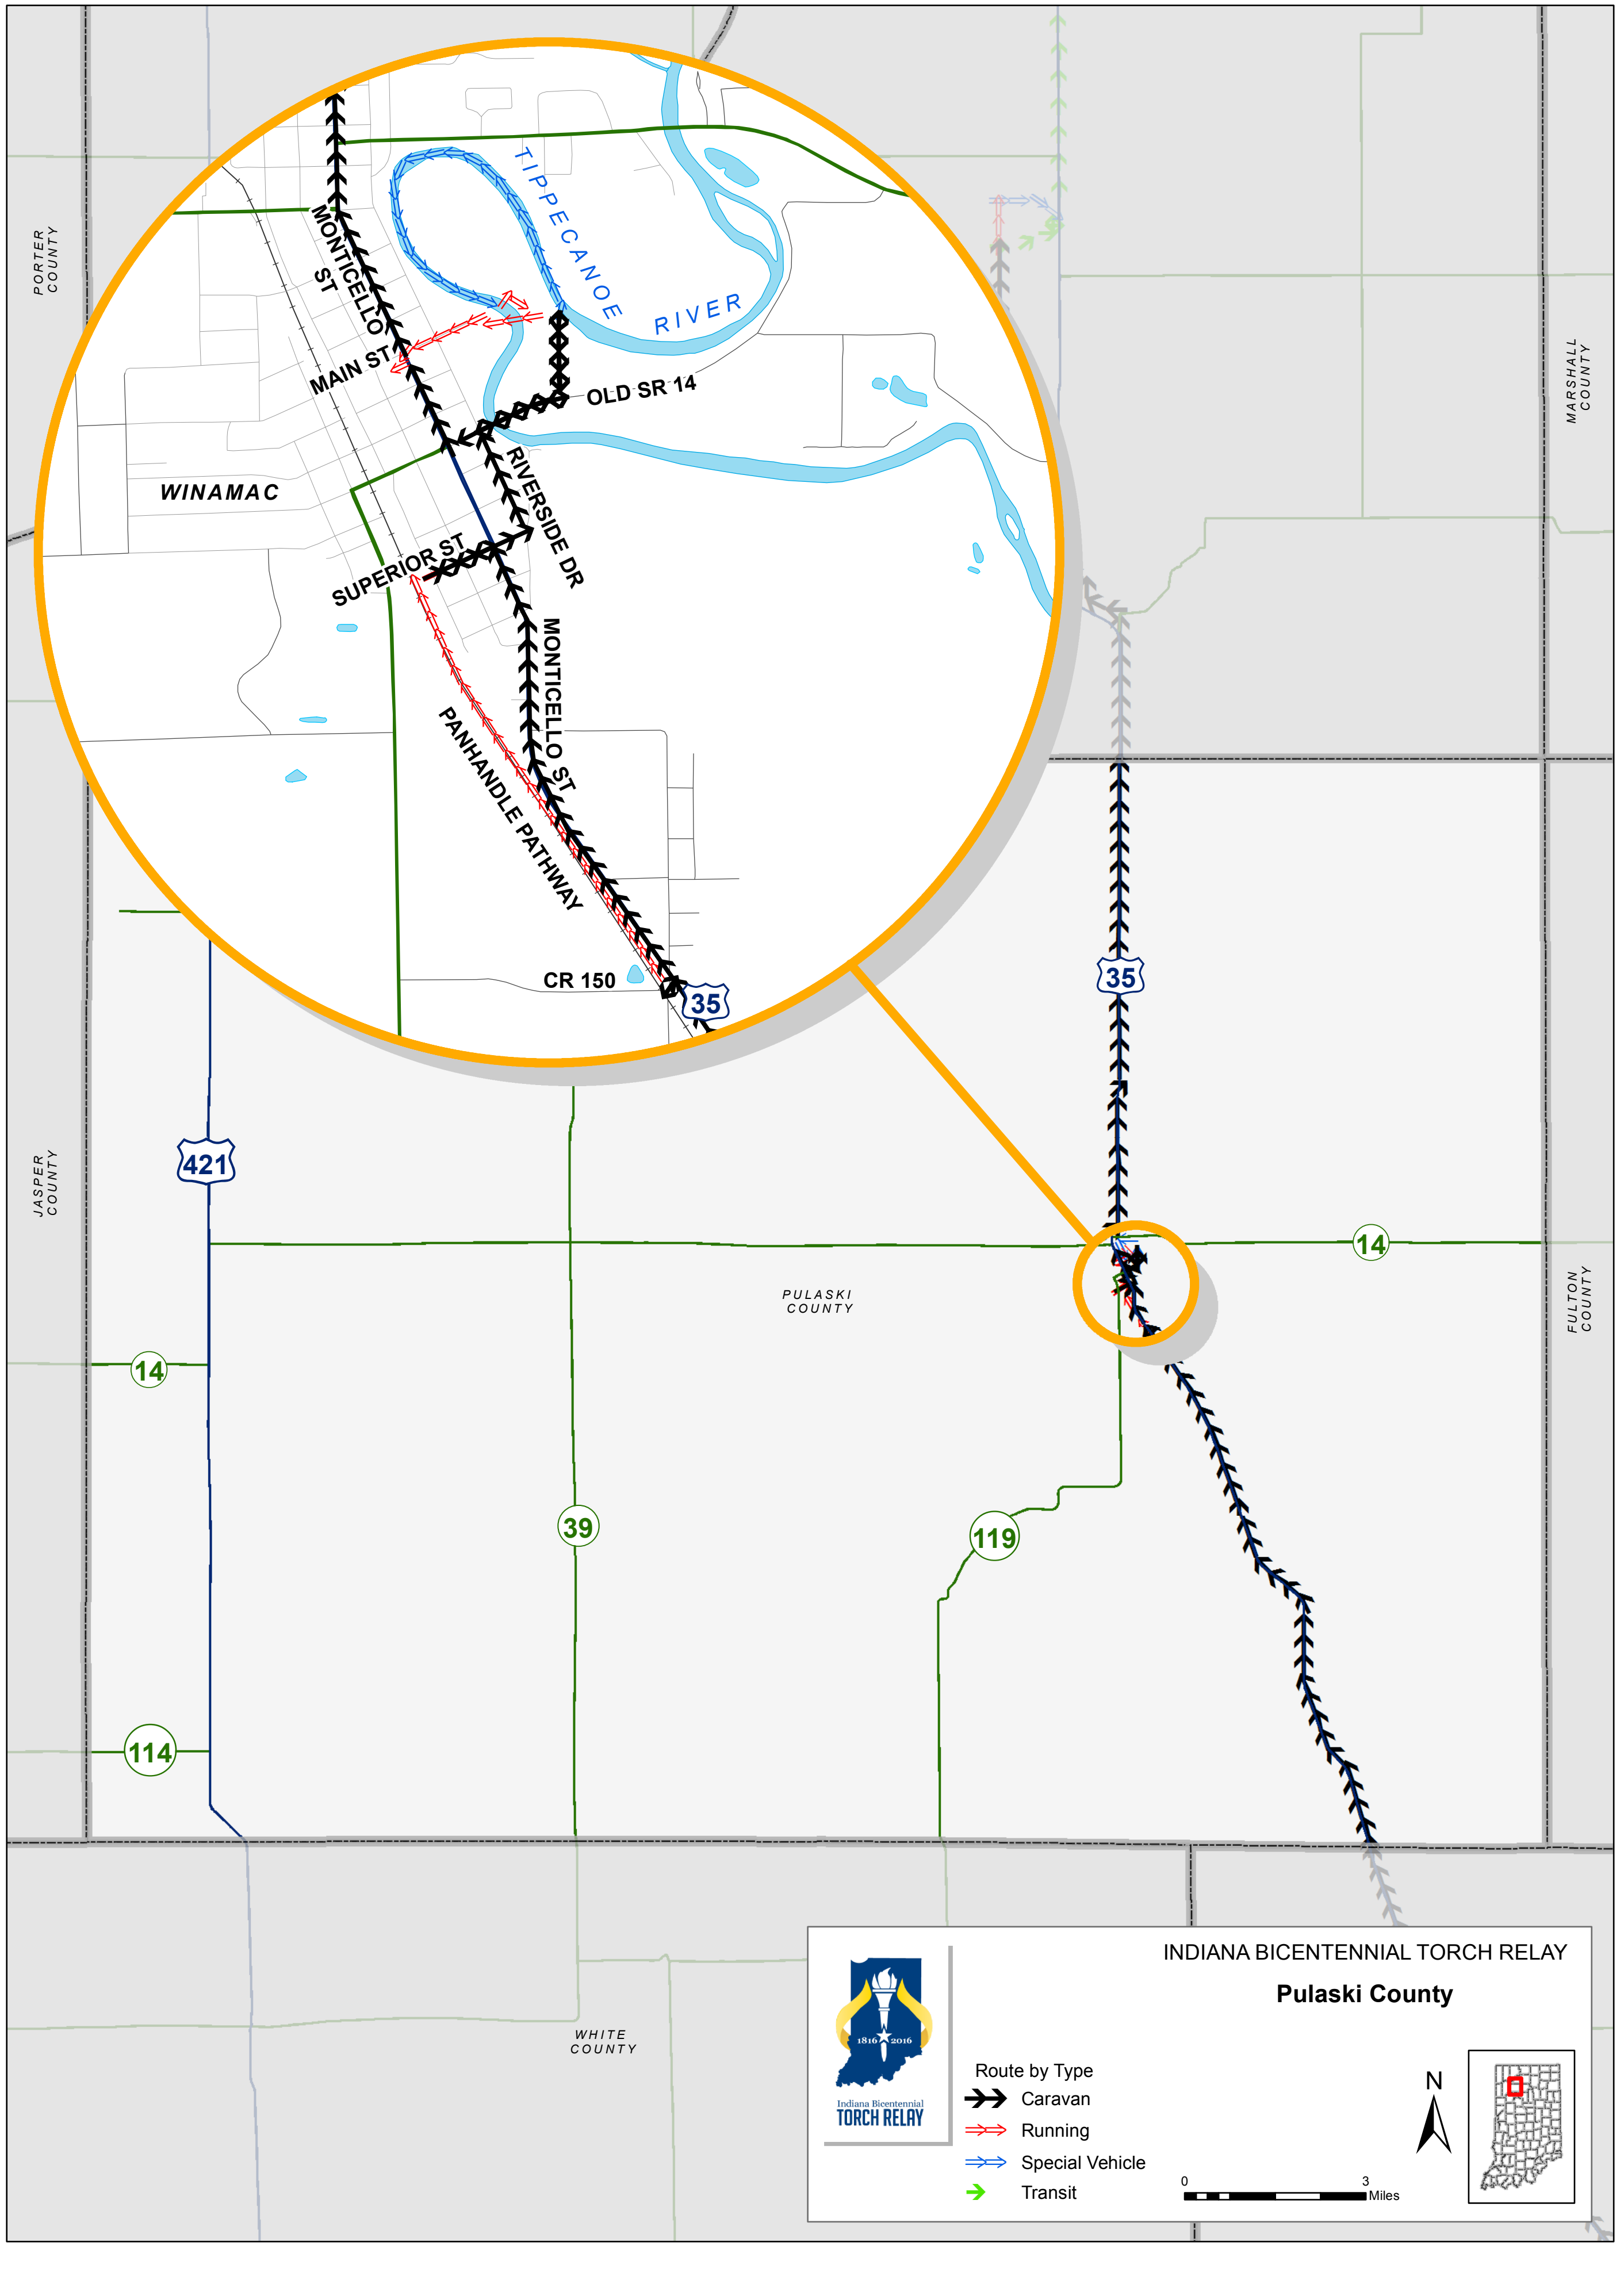 PORTER
COUNTY
MARSHALL
COUNTY
JASPER
COUNTY
FULTON
COUNTY
TIPPECANOE
RIVER
MONTICELLO
ST
MAIN ST
OLD SR 14
WINAMAC
RIVERSIDE DR
SUPERIOR ST
MONTICELLO ST
PANHANDLE PATHWAY
CR 150
35
35
421
14
PULASKI
COUNTY
14
39
119
114
WHITE
COUNTY
INDIANA BICENTENNIAL TORCH RELAY
Pulaski County
1816 2016
Indiana Bicentennial
TORCH RELAY
Route by Type
Caravan
Running
Special Vehicle
Transit
N
0 3
Miles